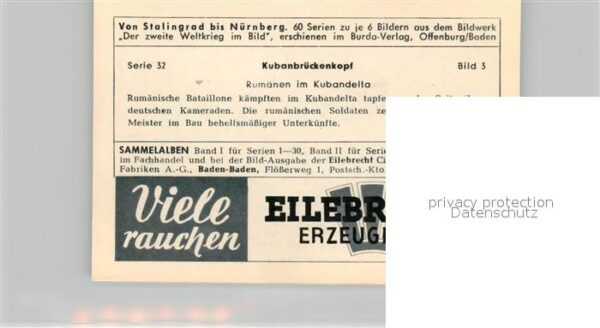 Von Stalingrad bis Nürnberg. 60 Serien zu je 6 Bildern aus dem Bildwerk
„Der zweite Weltkrieg im Bild", erschienen im Burda-Verlag, Offenburg/Baden
Serie 32 Kubanbrückenkopf Bild 3
Rumänen im Kubandelta
Rumänische Bataillone kämpften im Kubandelta
deutschen Kameraden. Die rumänischen Soldaten
Meister im Bau behelfsmäßiger Unterkünfte.
SAMMELALBEN Band I für Serien 1—30, Band II für
im Fachhandel und bei der Bild-Ausgabe der Eilebrecht
Fabriken A.-G., Baden-Baden, Flößerweg 1, Postsch.-Kto.
Viele
rauchen
EILEBR
ERZEUG
privacy protection
Datenschutz